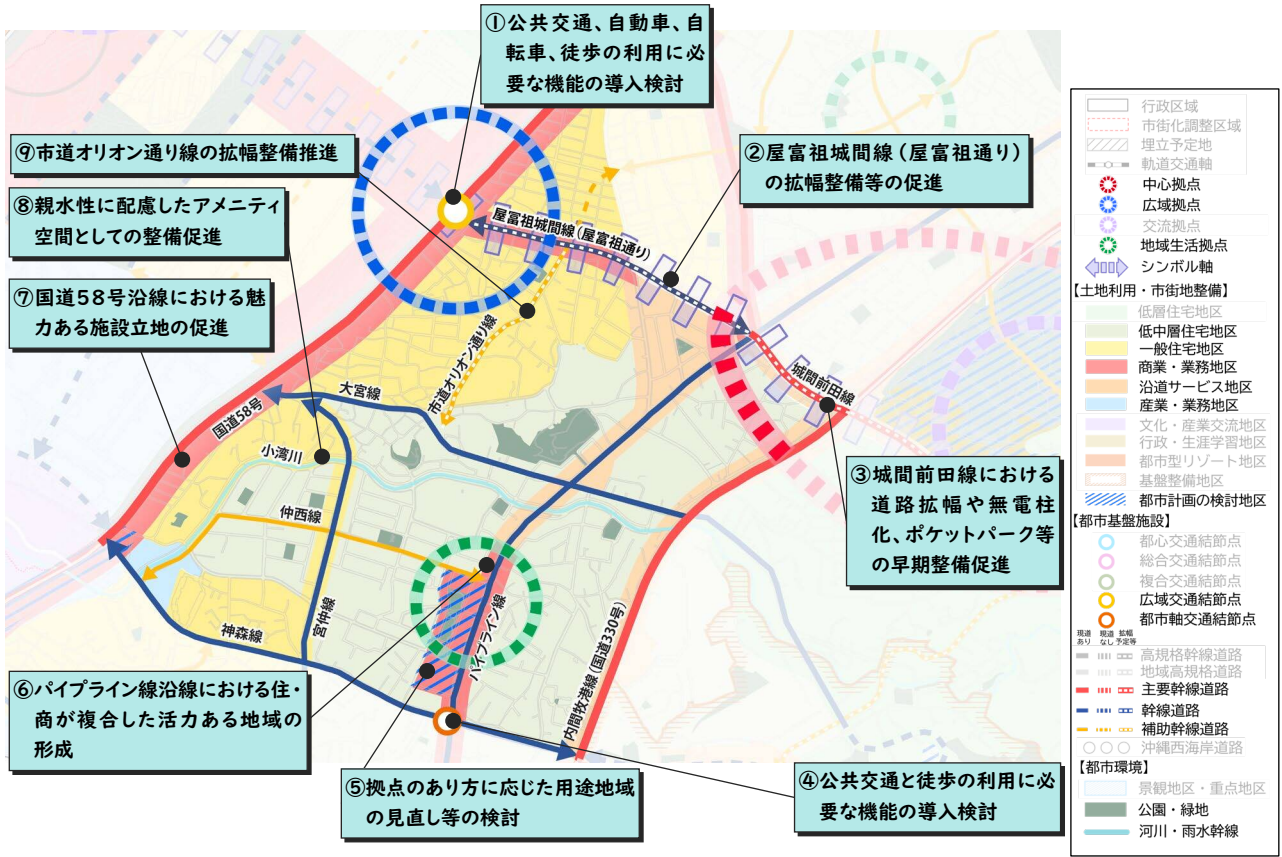 ①公共交通、自動車、自
転車、徒歩の利用に必
要な機能の導入検討
⑨市道オリオン通り線の拡幅整備推進
②屋富祖城間線（屋富祖通り）
の拡幅整備等の促進
⑧親水性に配慮したアメニティ
空間としての整備促進
⑦国道58号沿線における魅
力ある施設立地の促進
屋富祖城間線（屋富祖通り）
市道オリオン通り線
大宮線
国道58号
城間前田線
小湾川
仲西線
③城間前田線における
道路拡幅や無電柱
化、ポケットパーク等
の早期整備促進
宮仲線
神森線
パイプライン線
内間牧港線（国道330号）
⑥パイプライン線沿線における住・
商が複合した活力ある地域の
形成
⑤拠点のあり方に応じた用途地域
の見直し等の検討
④公共交通と徒歩の利用に必
要な機能の導入検討
行政区域
市街化調整区域
埋立予定地
軌道交通軸
中心拠点
広域拠点
交流拠点
地域生活拠点
シンボル軸
【土地利用・市街地整備】
低層住宅地区
低中層住宅地区
一般住宅地区
商業・業務地区
沿道サービス地区
産業・業務地区
文化・産業交流地区
行政・生涯学習地区
都市型リゾート地区
基盤整備地区
都市計画の検討地区
【都市基盤施設】
都心交通結節点
総合交通結節点
複合交通結節点
広域交通結節点
都市軸交通結節点
現道 現道 拡幅
あり なし 予定等
高規格幹線道路
地域高規格道路
主要幹線道路
幹線道路
補助幹線道路
沖縄西海岸道路
【都市環境】
景観地区・重点地区
公園・緑地
河川・雨水幹線